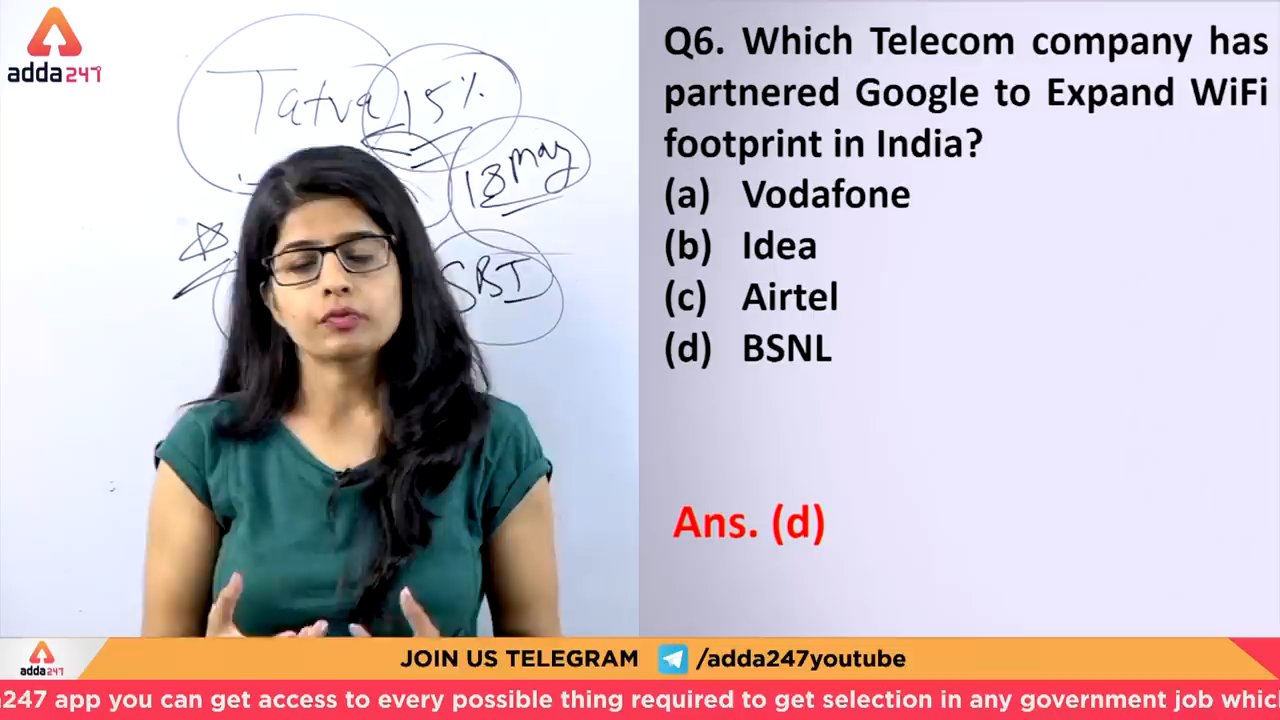 adda247
Tatva 15%
18 May
SBI
Q6. Which Telecom company has
partnered Google to Expand WiFi
footprint in India?
(a) Vodafone
(b) Idea
(c) Airtel
(d) BSNL
Ans. (d)
adda247
JOIN US TELEGRAM /adda247youtube
a247 app you can get access to every possible thing required to get selection in any government job whic